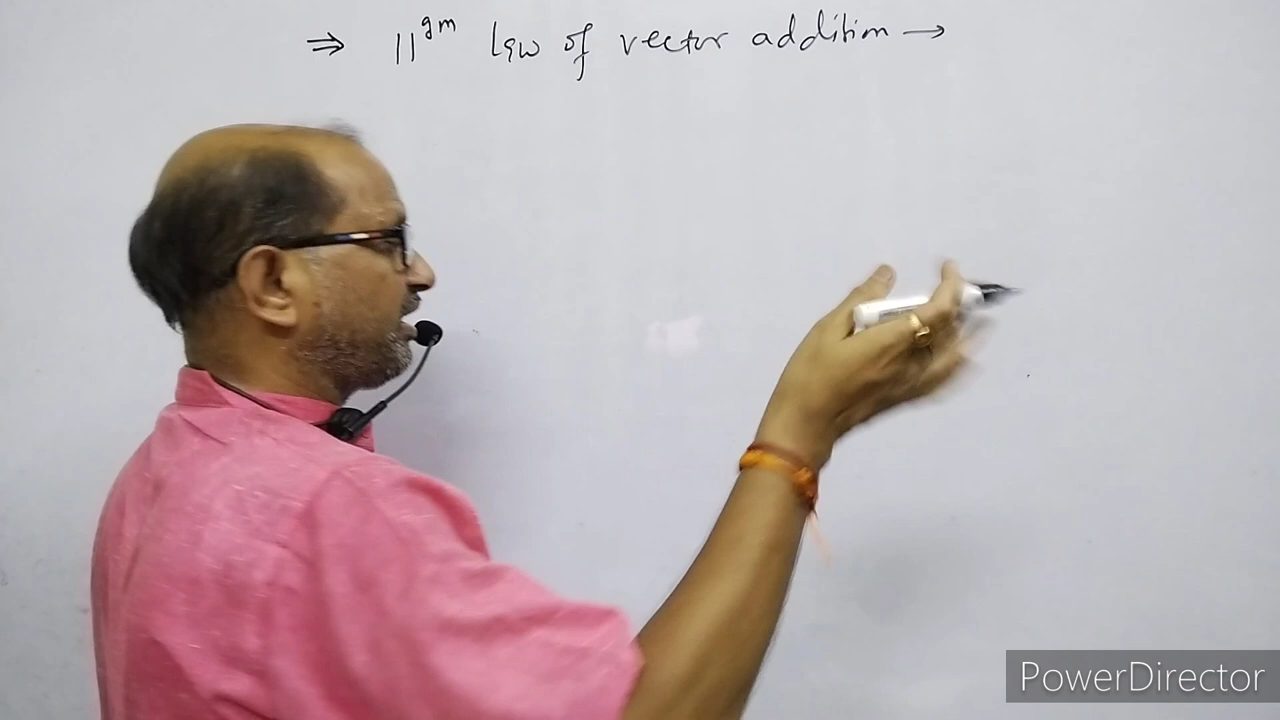 ⇒ ||gm law of vector addition →
PowerDirector